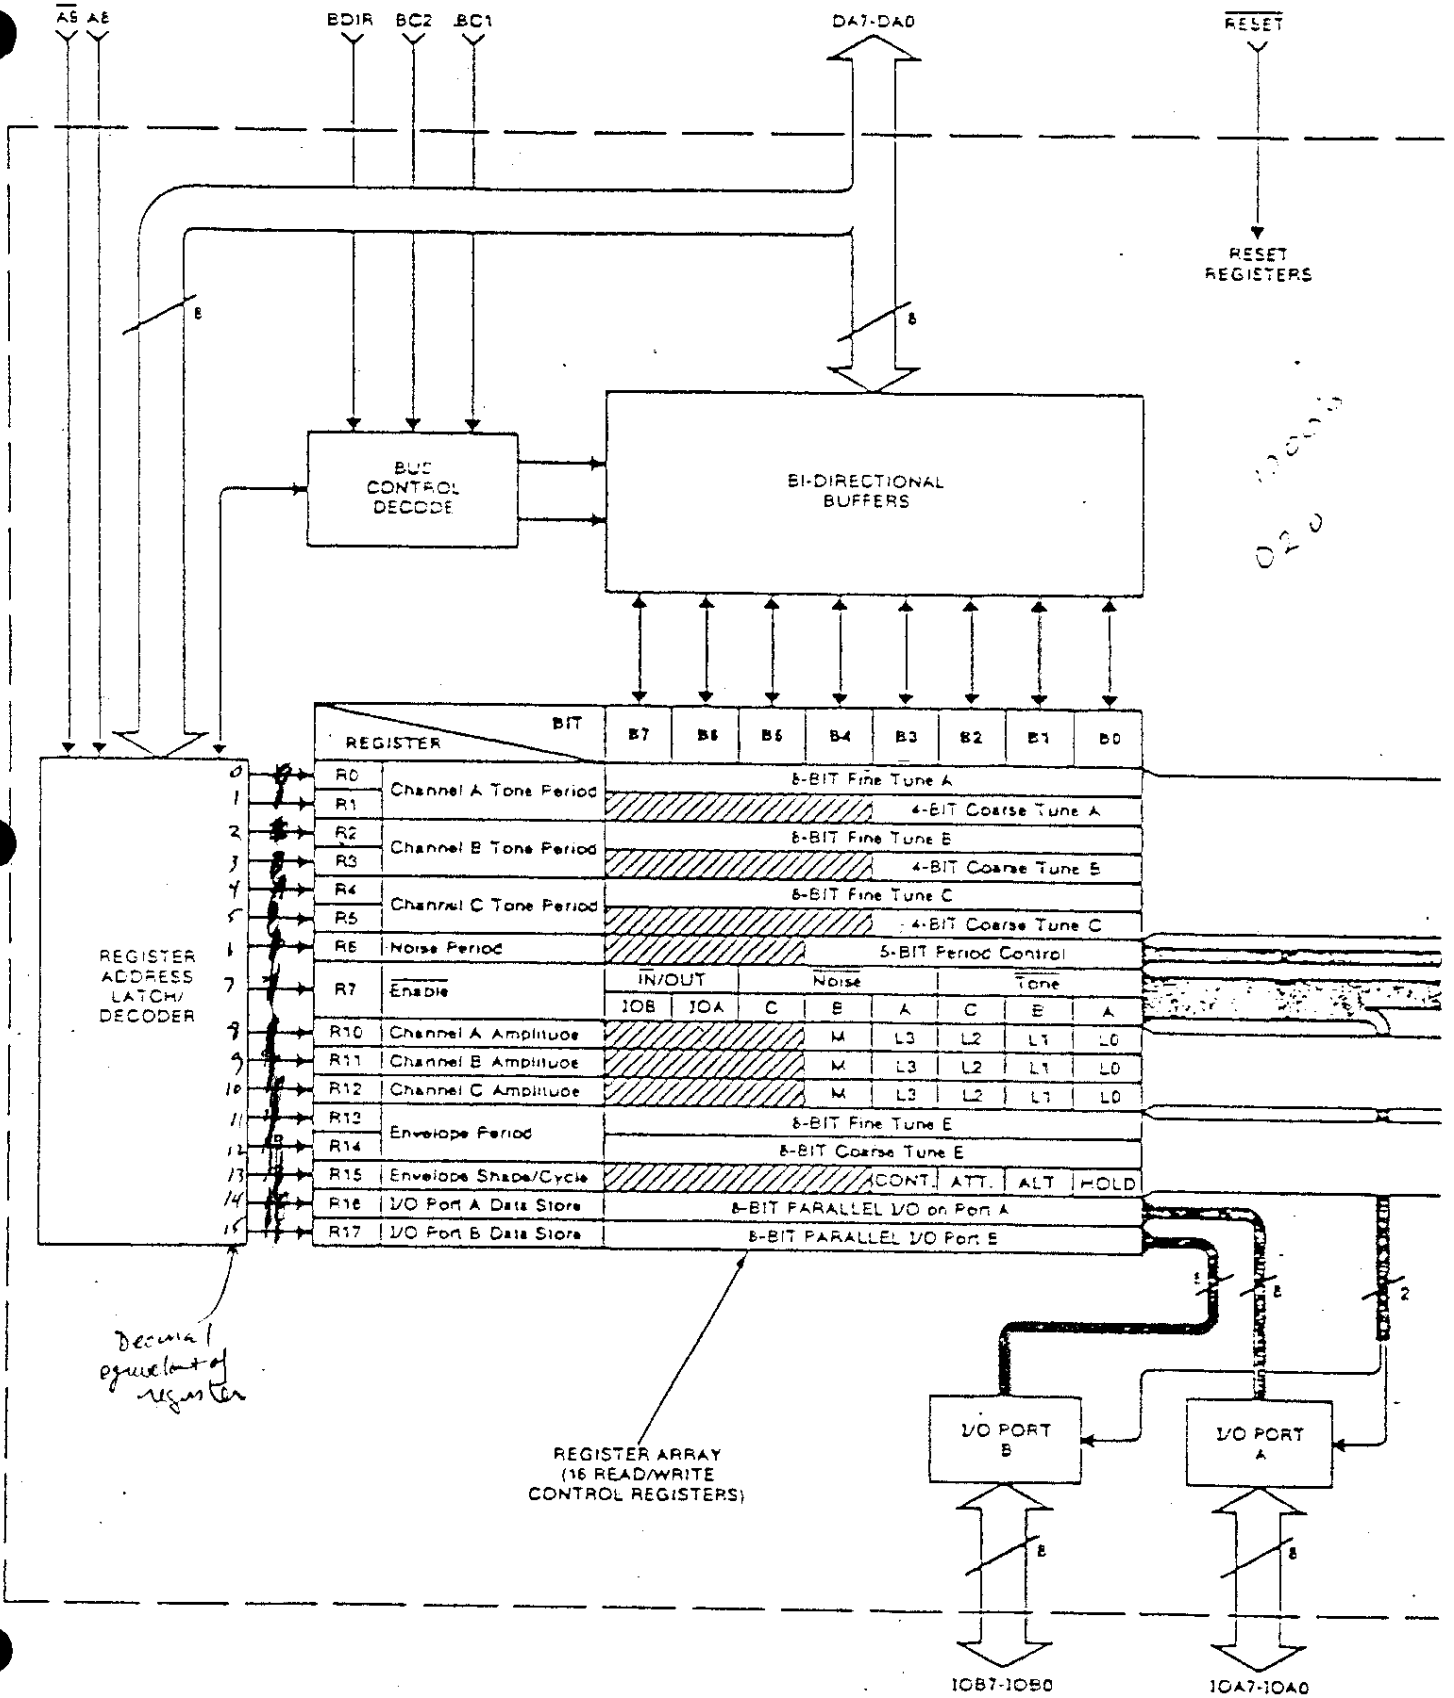 A9 A8 BDIR BC2 BC1 DA7-DA0 RESET
RESET
REGISTERS
8 8
BUS
CONTROL
DECODE
BI-DIRECTIONAL
BUFFERS
020
BIT
REGISTER
B7 B6 B5 B4 B3 B2 B1 B0
0 R0 Channel A Tone Period 8-BIT Fine Tune A
1 R1 4-BIT Coarse Tune A
2 R2 Channel B Tone Period 8-BIT Fine Tune B
3 R3 4-BIT Coarse Tune B
4 R4 Channel C Tone Period 8-BIT Fine Tune C
5 R5 4-BIT Coarse Tune C
6 R6 Noise Period 5-BIT Period Control
7 R7 Enable IN/OUT Noise Tone
IOB IOA C B A C B A
8 R10 Channel A Amplitude M L3 L2 L1 L0
9 R11 Channel B Amplitude M L3 L2 L1 L0
10 R12 Channel C Amplitude M L3 L2 L1 L0
11 R13 Envelope Period 8-BIT Fine Tune E
12 R14 8-BIT Coarse Tune E
13 R15 Envelope Shape/Cycle CONT. ATT. ALT HOLD
14 R16 I/O Port A Data Store 8-BIT PARALLEL I/O on Port A
15 R17 I/O Port B Data Store 8-BIT PARALLEL I/O Port B
REGISTER
ADDRESS
LATCH/
DECODER
8 8 2
Decimal
equivelant of
register
REGISTER ARRAY
(16 READ/WRITE
CONTROL REGISTERS)
I/O PORT
B
I/O PORT
A
8 8
IOB7-IOB0 IOA7-IOA0